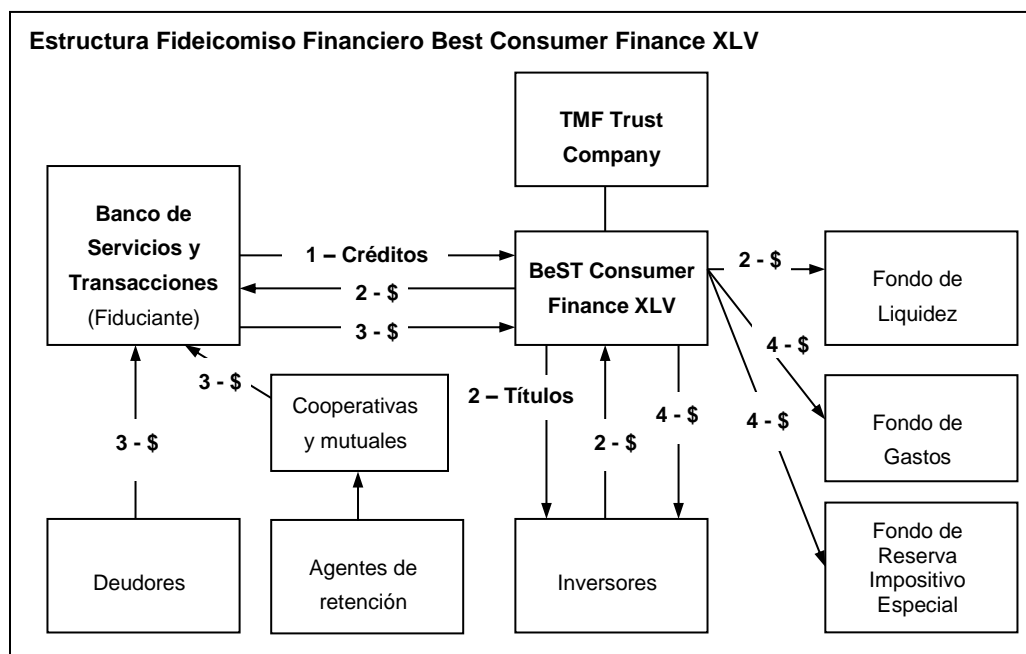 Estructura Fideicomiso Financiero Best Consumer Finance XLV
TMF Trust
Company
Banco de
Servicios y
Transacciones
(Fiduciante)
1 – Créditos
2 - $
3 - $
BeST Consumer
Finance XLV
2 - $
Fondo de
Liquidez
3 - $
Cooperativas
y mutuales
2 – Títulos
2 - $
4 - $
4 - $
4 - $
Fondo de
Gastos
3 - $
Deudores
Agentes de
retención
Inversores
Fondo de
Reserva
Impositivo
Especial